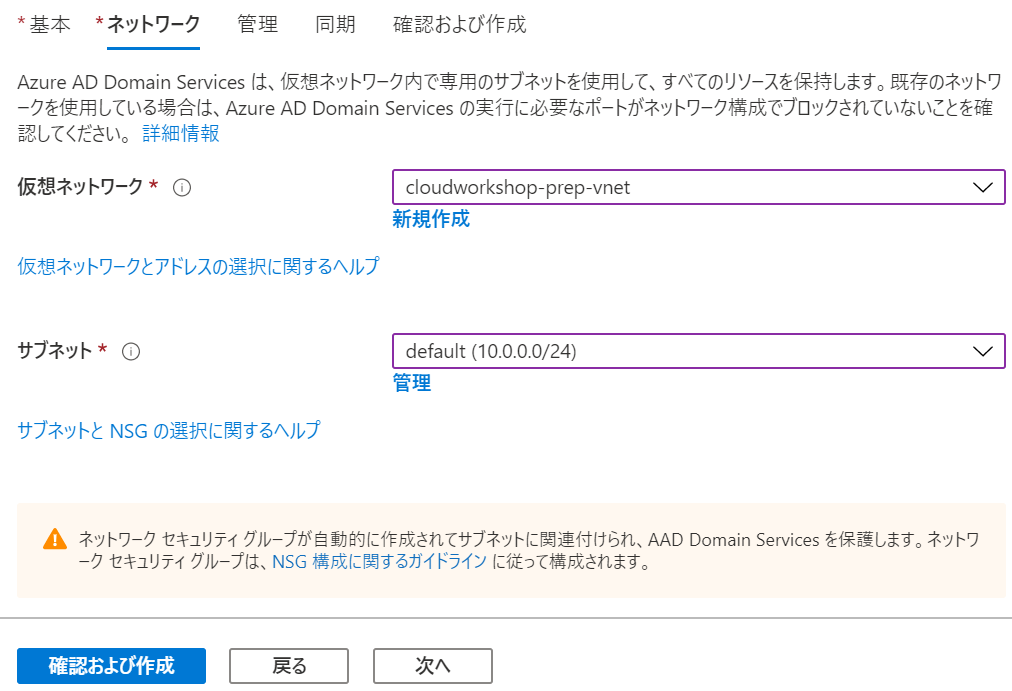 * 基本 * ネットワーク 管理 同期 確認および作成
Azure AD Domain Services は、仮想ネットワーク内で専用のサブネットを使用して、すべてのリソースを保持します。既存のネットワ
ークを使用している場合は、Azure AD Domain Services の実行に必要なポートがネットワーク構成でブロックされていないことを確
認してください。 詳細情報
仮想ネットワーク *
cloudworkshop-prep-vnet
新規作成
仮想ネットワークとアドレスの選択に関するヘルプ
サブネット *
default (10.0.0.0/24)
管理
サブネットと NSG の選択に関するヘルプ
ネットワーク セキュリティ グループが自動的に作成されてサブネットに関連付けられ、AAD Domain Services を保護します。ネットワ
ーク セキュリティ グループは、NSG 構成に関するガイドライン に従って構成されます。
確認および作成 戻る 次へ